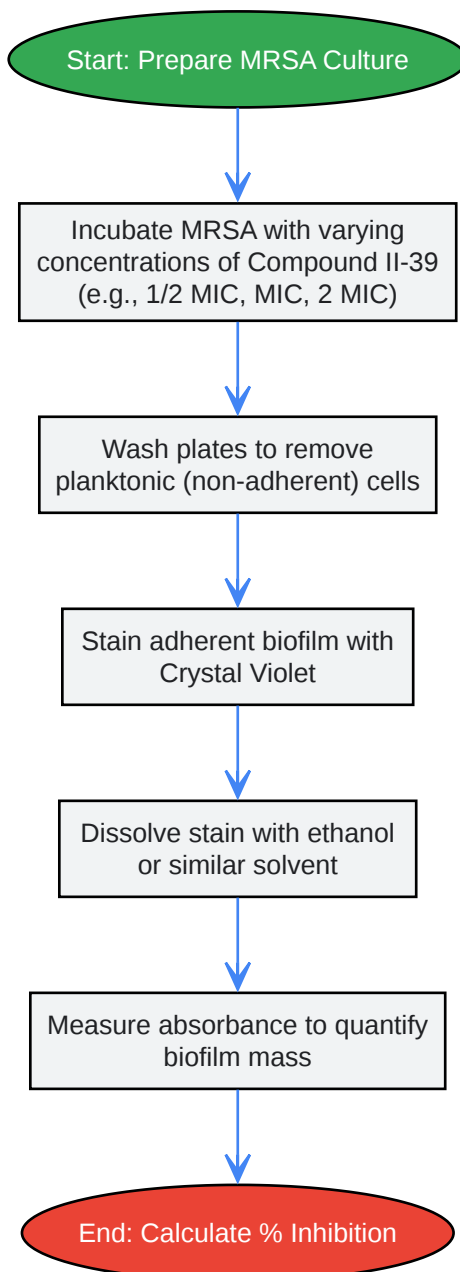 Start: Prepare MRSA Culture
Incubate MRSA with varying
concentrations of Compound II-39
(e.g., 1/2 MIC, MIC, 2 MIC)
Wash plates to remove
planktonic (non-adherent) cells
Stain adherent biofilm with
Crystal Violet
Dissolve stain with ethanol
or similar solvent
Measure absorbance to quantify
biofilm mass
End: Calculate % Inhibition